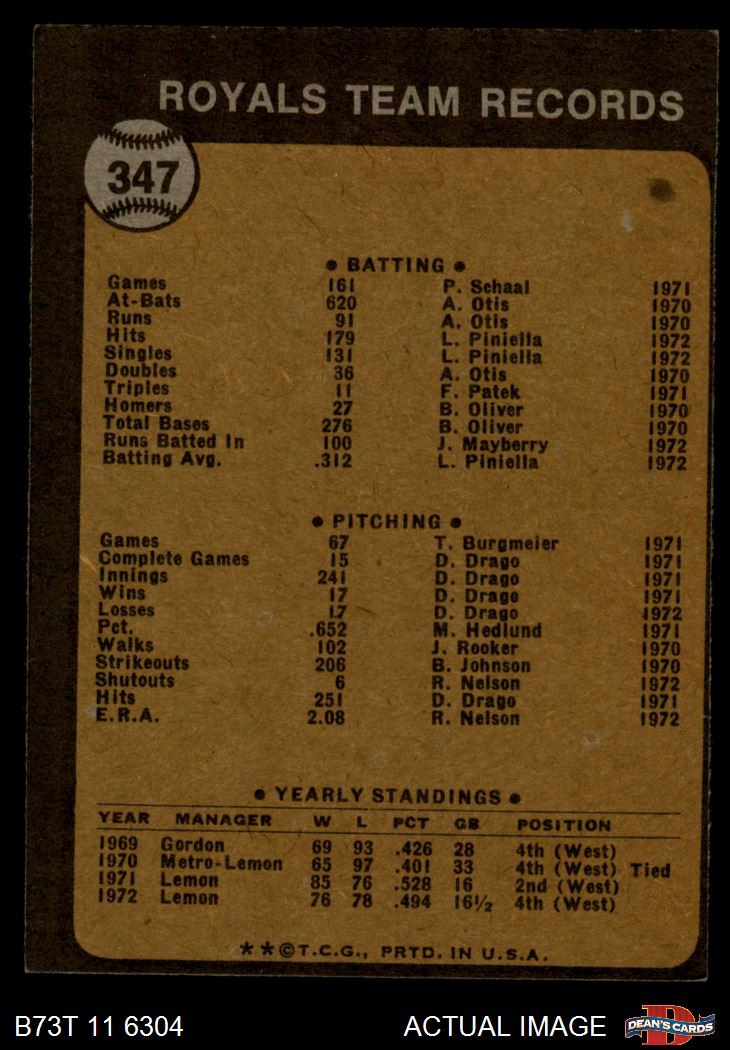 ROYALS TEAM RECORDS
347
• BATTING •
Games 161 P. Schaal 1971
At-Bats 620 A. Otis 1970
Runs 91 A. Otis 1970
Hits 179 L. Piniella 1972
Singles 131 L. Piniella 1972
Doubles 36 A. Otis 1970
Triples 11 F. Patek 1971
Homers 27 B. Oliver 1970
Total Bases 276 B. Oliver 1970
Runs Batted In 100 J. Mayberry 1972
Batting Avg. .312 L. Piniella 1972
• PITCHING •
Games 67 T. Burgmeier 1971
Complete Games 15 D. Drago 1971
Innings 241 D. Drago 1971
Wins 17 D. Drago 1971
Losses 17 D. Drago 1972
Pct. .652 M. Hedlund 1971
Walks 102 J. Rooker 1970
Strikeouts 206 B. Johnson 1970
Shutouts 6 R. Nelson 1972
Hits 251 D. Drago 1971
E.R.A. 2.08 R. Nelson 1972
• YEARLY STANDINGS •
YEAR MANAGER W L PCT GB POSITION
1969 Gordon 69 93 .426 28 4th (West)
1970 Metro-Lemon 65 97 .401 33 4th (West) Tied
1971 Lemon 85 76 .528 16 2nd (West)
1972 Lemon 76 78 .494 16½ 4th (West)
**©T.C.G., PRTD. IN U.S.A.
B73T 11 6304 ACTUAL IMAGE
D
DEAN'S CARDS